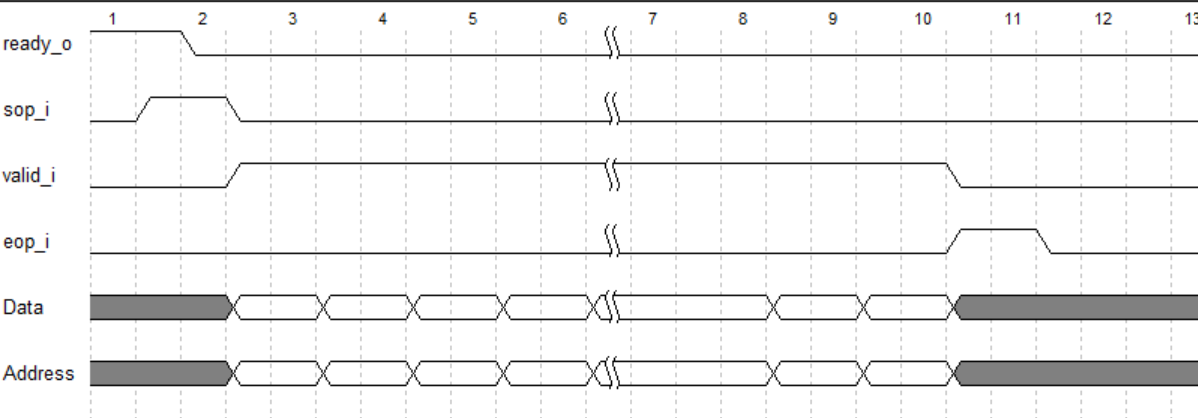 1 2 3 4 5 6 7 8 9 10 11 12 13
ready_o
sop_i
valid_i
eop_i
Data
Address